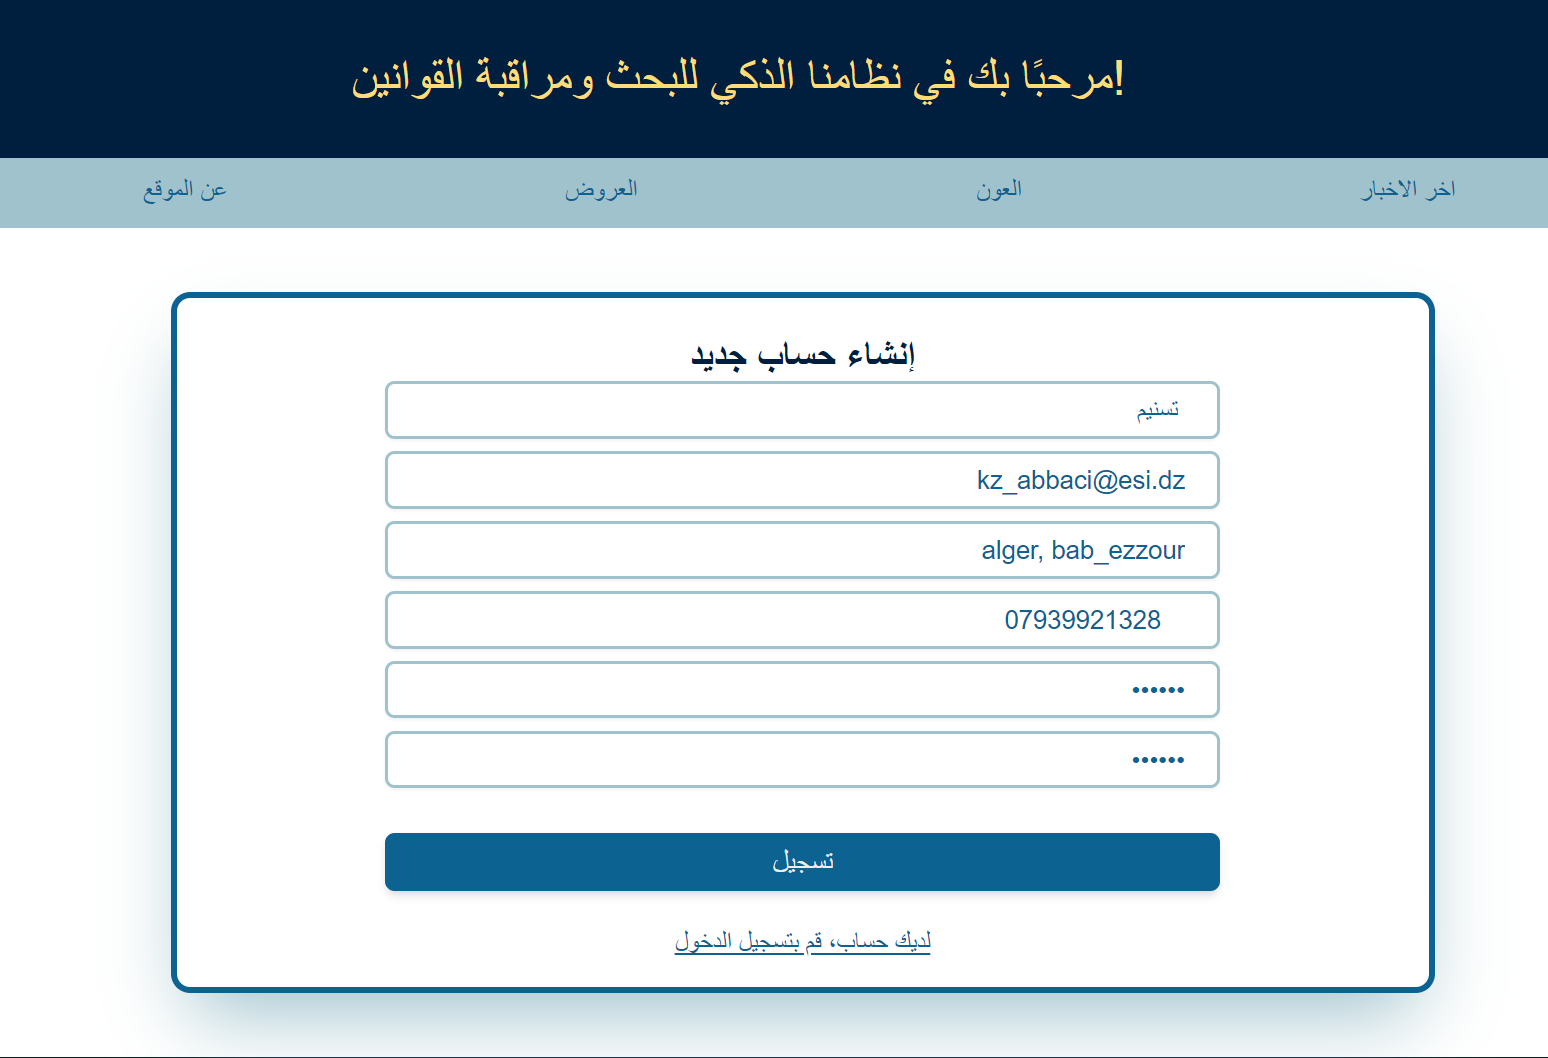 مرحبًا بك في نظامنا الذكي للبحث ومراقبة القوانين!
اخر الاخبار العون العروض عن الموقع
إنشاء حساب جديد
تسنيم
kz_abbaci@esi.dz
alger, bab_ezzour
07939921328
••••••
••••••
تسجيل
لديك حساب، قم بتسجيل الدخول